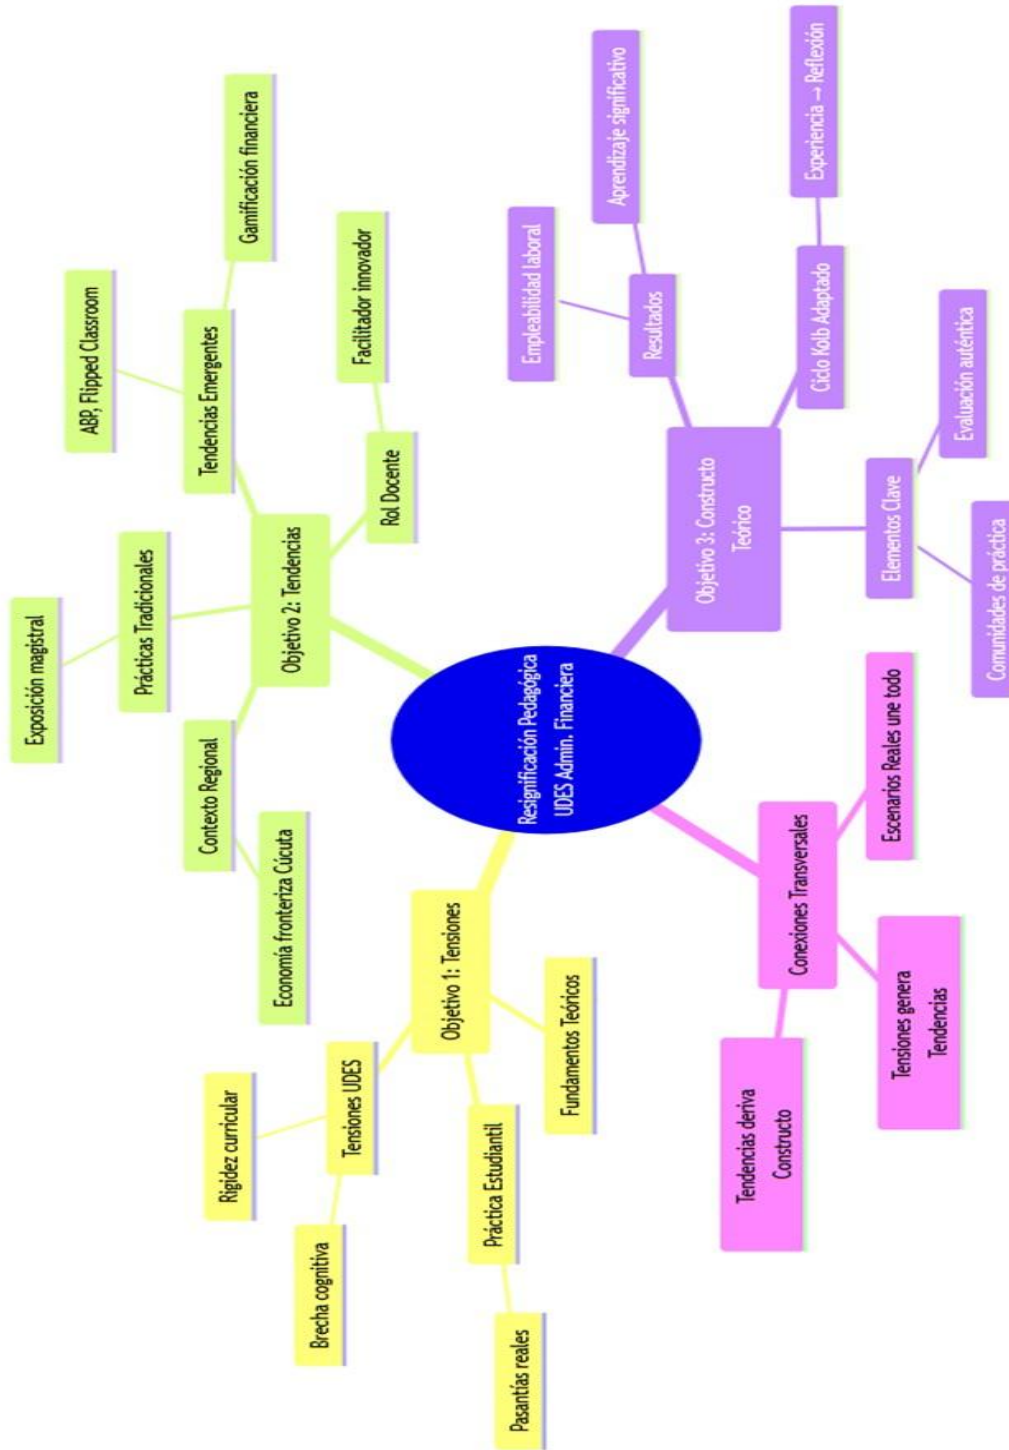 Resignificación Pedagógica
UDES Admin. Financiera
Objetivo 1: Tensiones
Tensiones UDES
Rigidez curricular
Brecha cognitiva
Práctica Estudiantil
Pasantías reales
Fundamentos Teóricos
Objetivo 2: Tendencias
Contexto Regional
Economía fronteriza Cúcuta
Prácticas Tradicionales
Exposición magistral
Tendencias Emergentes
ABP, Flipped Classroom
Gamificación financiera
Rol Docente
Facilitador innovador
Objetivo 3: Constructo
Teórico
Resultados
Empleabilidad laboral
Aprendizaje significativo
Ciclo Kolb Adaptado
Experiencia → Reflexión
Elementos Clave
Evaluación auténtica
Comunidades de práctica
Conexiones Transversales
Tendencias deriva
Constructo
Tensiones genera
Tendencias
Escenarios Reales une todo